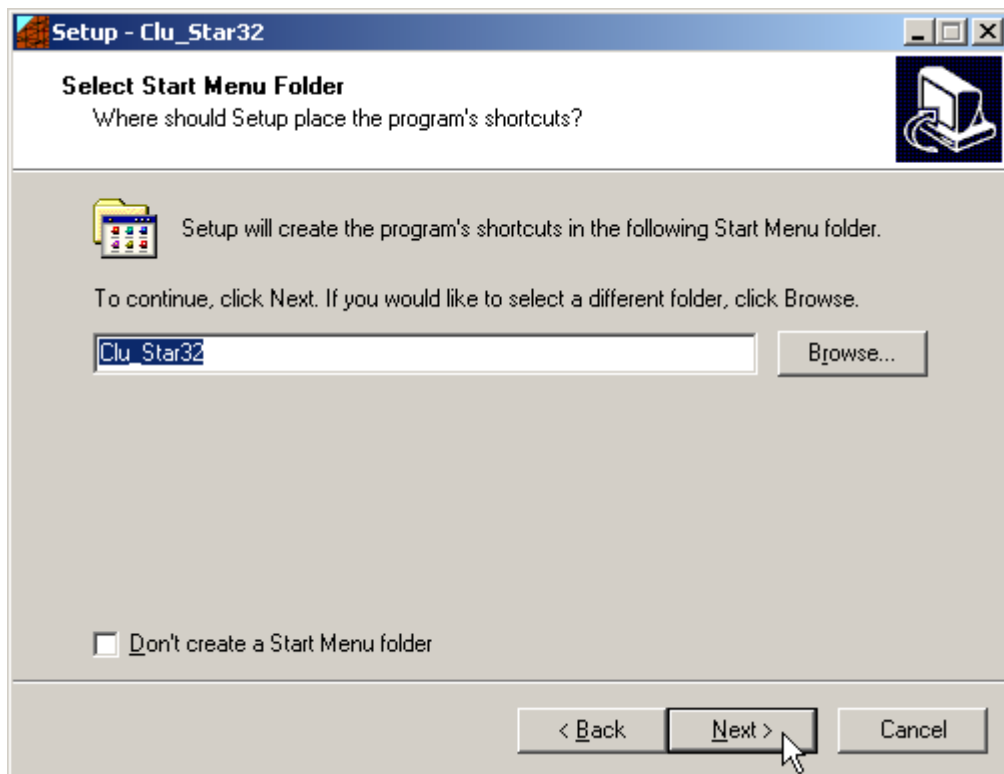 Setup - Clu_Star32
Select Start Menu Folder
Where should Setup place the program's shortcuts?
Setup will create the program's shortcuts in the following Start Menu folder.
To continue, click Next. If you would like to select a different folder, click Browse.
Clu_Star32
Browse...
Don't create a Start Menu folder
< Back
Next >
Cancel